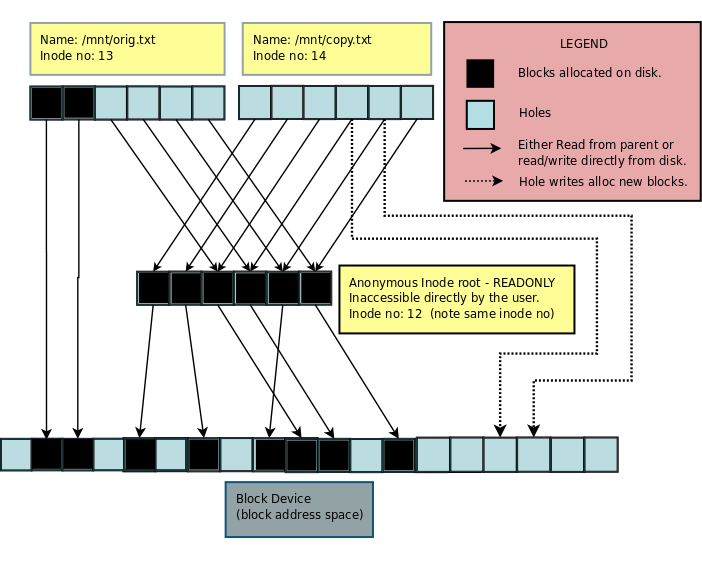 Name: /mnt/orig.txt
Inode no: 13
Name: /mnt/copy.txt
Inode no: 14
LEGEND
Blocks allocated on disk.
Holes
Either Read from parent or
read/write directly from disk.
Hole writes alloc new blocks.
Anonymous Inode root - READONLY
Inaccessible directly by the user.
Inode no: 12  (note same inode no)
Block Device
(block address space)